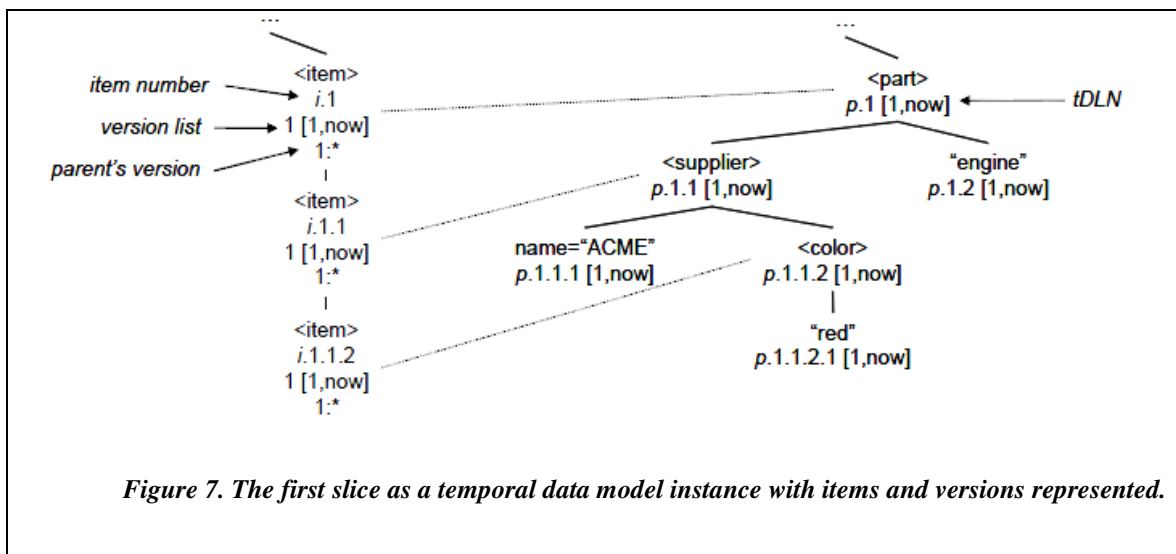 ...
...
<item>
<part>
item number
i.1
p.1 [1,now]
tDLN
version list
1 [1,now]
parent's version
1:*
<supplier>
“engine”
p.1.1 [1,now]
p.1.2 [1,now]
<item>
i.1.1
1 [1,now]
name=“ACME”
<color>
1:*
p.1.1.1 [1,now]
p.1.1.2 [1,now]
<item>
“red”
i.1.1.2
p.1.1.2.1 [1,now]
1 [1,now]
1:*
Figure 7. The first slice as a temporal data model instance with items and versions represented.